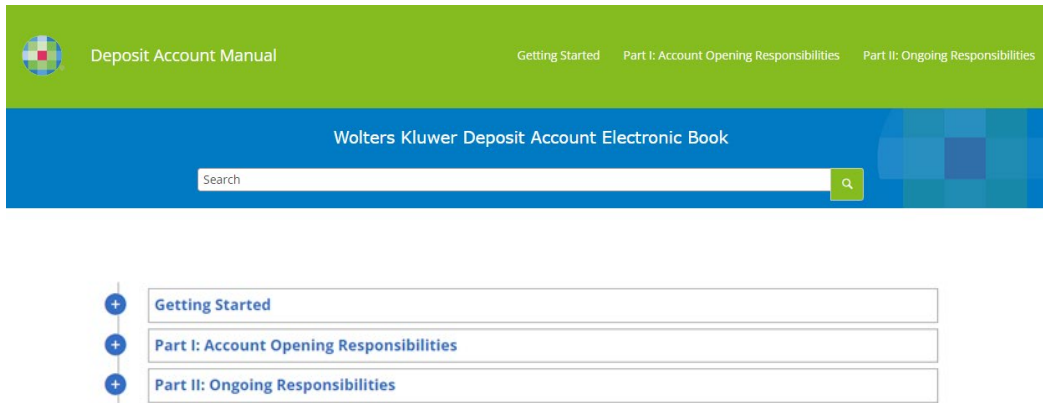 Deposit Account Manual
Getting Started
Part I: Account Opening Responsibilities
Part II: Ongoing Responsibilities
Wolters Kluwer Deposit Account Electronic Book
Search
Getting Started
Part I: Account Opening Responsibilities
Part II: Ongoing Responsibilities